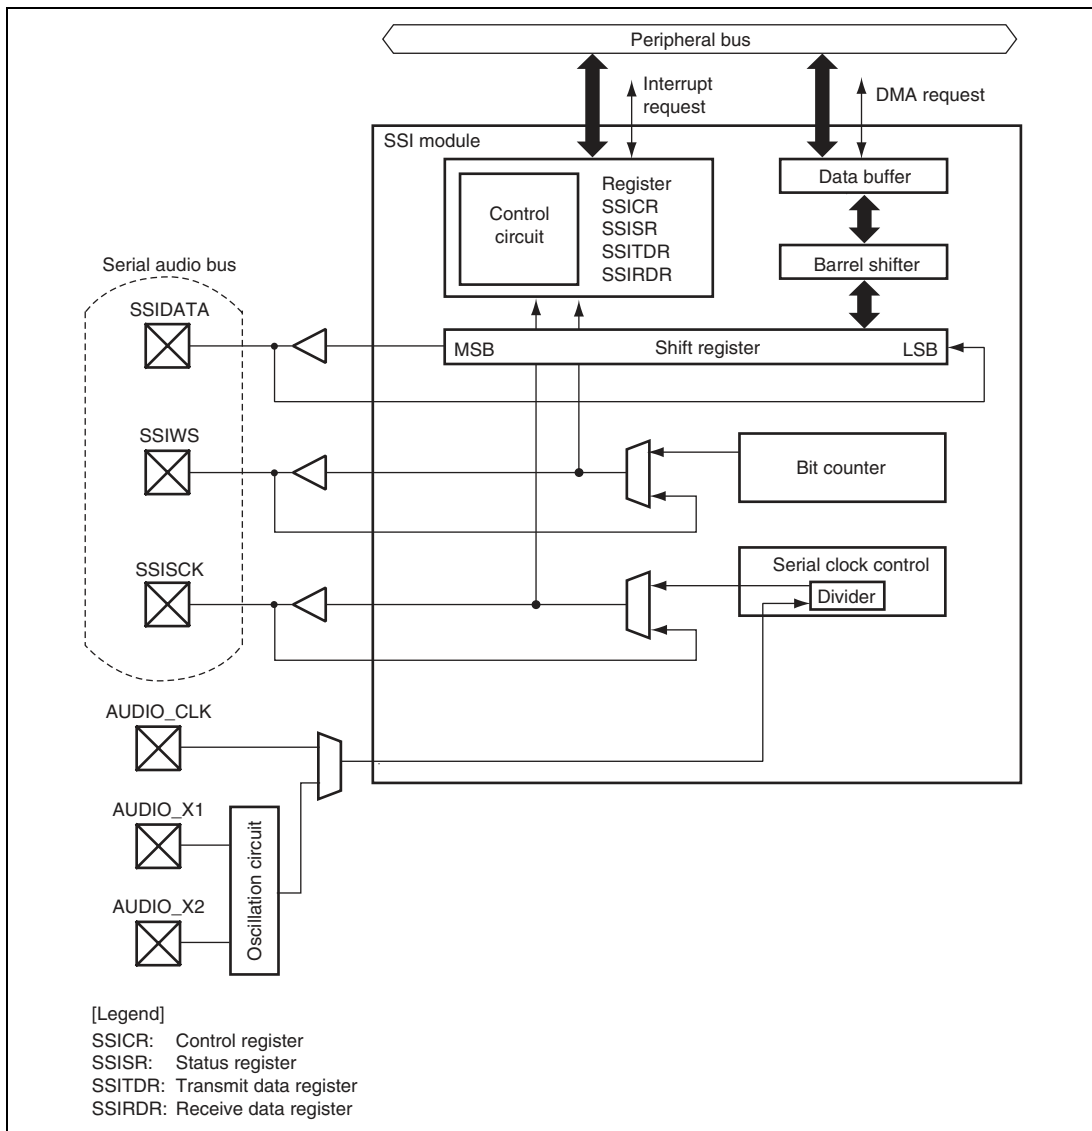 Peripheral bus
Interrupt
request
DMA request
SSI module
Register
SSICR
SSISR
SSITDR
SSIRDR
Control
circuit
Data buffer
Barrel shifter
Serial audio bus
SSIDATA
MSB
Shift register
LSB
SSIWS
Bit counter
SSISCK
Serial clock control
Divider
AUDIO_CLK
AUDIO_X1
AUDIO_X2
Oscillation circuit
[Legend]
SSICR: Control register
SSISR: Status register
SSITDR: Transmit data register
SSIRDR: Receive data register